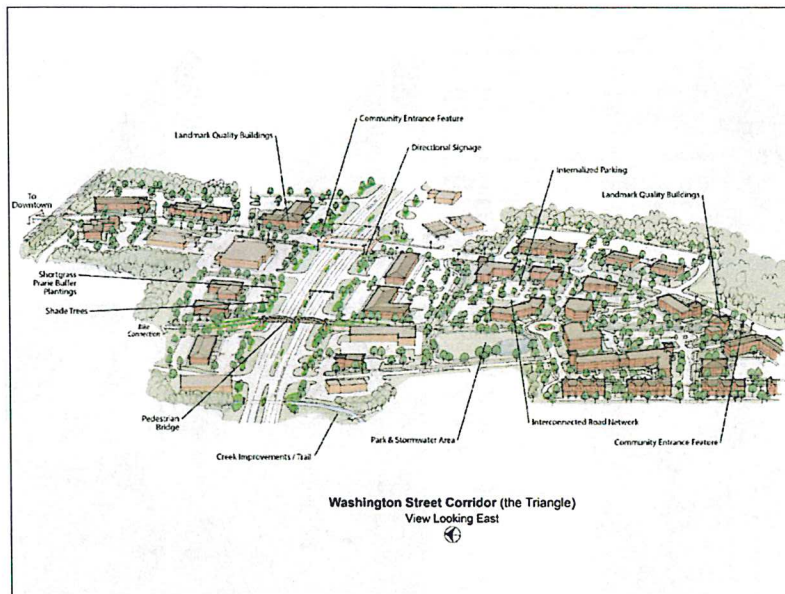 Community Entrance Feature
Landmark Quality Buildings
Directional Signage
Internalized Parking
Landmark Quality Buildings
To
Downtown
Shortgrass
Prarie Buffer
Plantings
Shade Trees
Bike
Connection
Pedestrian
Bridge
Creek Improvements / Trail
Park & Stormwater Area
Interconnected Road Network
Community Entrance Feature
Washington Street Corridor (the Triangle)
View Looking East